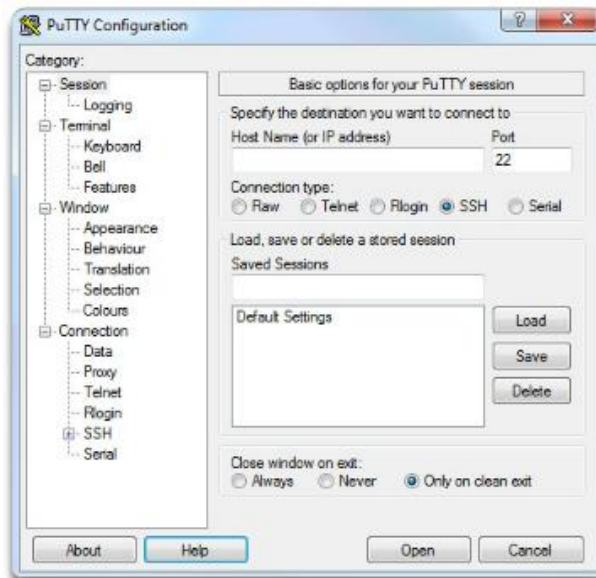 PuTTY Configuration
Category:
Session
Logging
Terminal
Keyboard
Bell
Features
Window
Appearance
Behaviour
Translation
Selection
Colours
Connection
Data
Proxy
Telnet
Rlogin
SSH
Serial
Basic options for your PuTTY session
Specify the destination you want to connect to
Host Name (or IP address) Port
22
Connection type:
Raw Telnet Rlogin SSH Serial
Load, save or delete a stored session
Saved Sessions
Default Settings
Load
Save
Delete
Close window on exit:
Always Never Only on clean exit
About Help Open Cancel